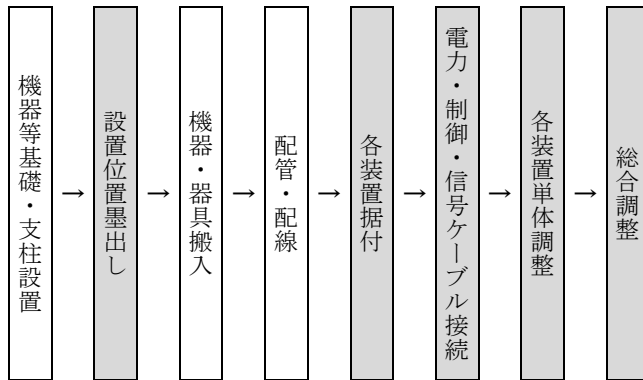 機器等基礎・支柱設置
→
設置位置墨出し
→
機器・器具搬入
→
配管・配線
→
各装置据付
→
電力・制御・信号ケーブル接続
→
各装置単体調整
→
総合調整